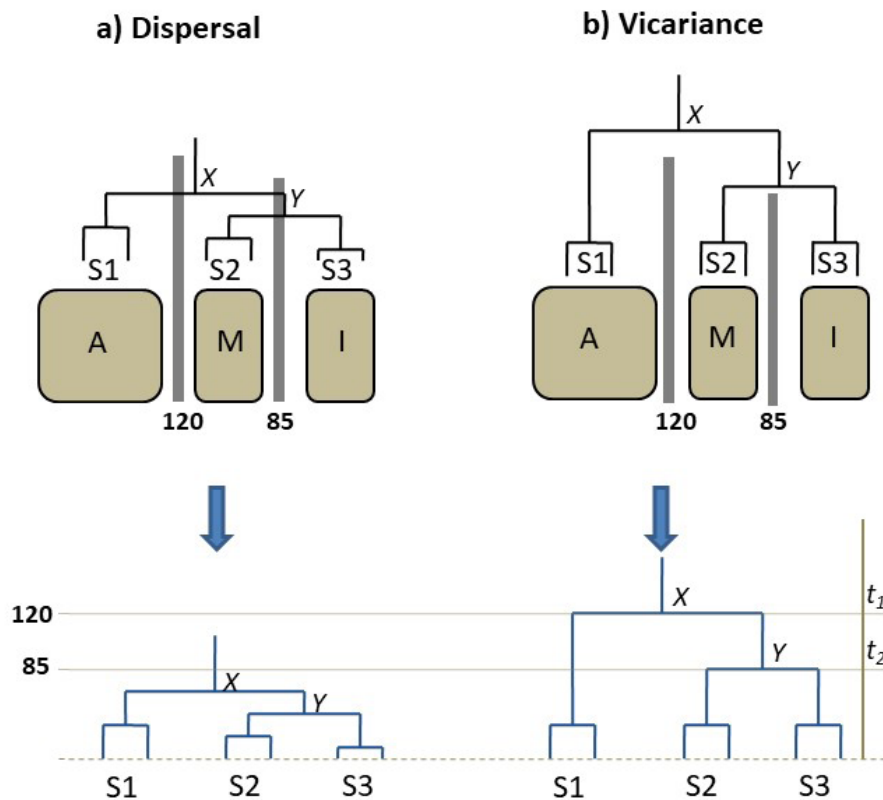 a) Dispersal
b) Vicariance
X
Y
S1 S2 S3
A M I
120 85
X
Y
S1 S2 S3
A M I
120 85
120
85
X
Y
S1 S2 S3
X
Y
t1
t2
S1 S2 S3